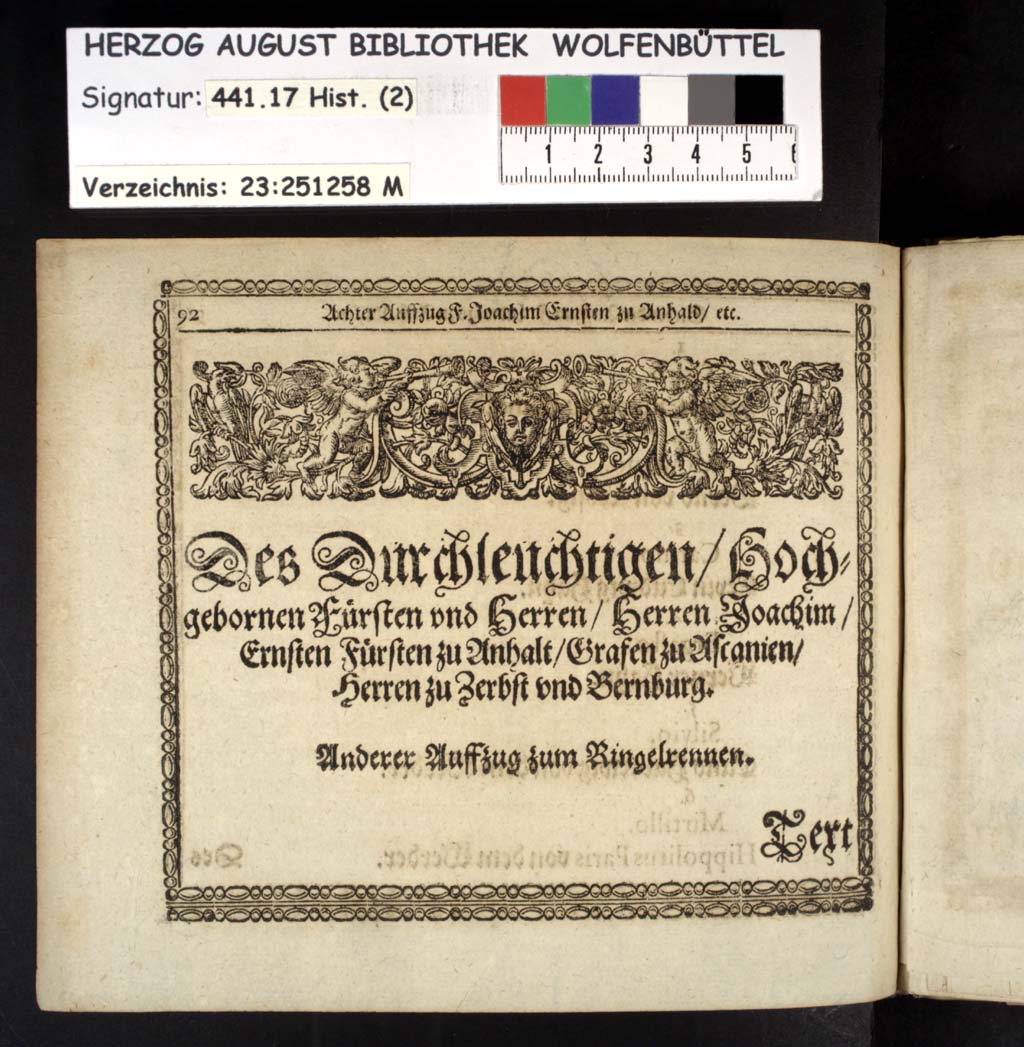 HERZOG AUGUST BIBLIOTHEK WOLFENBÜTTEL
Signatur: 441.17 Hist. (2)
1 2 3 4 5 6
Verzeichnis: 23:251258 M
92 Achter Auffzug F. Joachim Ernsten zu Anhald/ etc.
Des Durchleuchtigen/ Hoch-
gebornen Fürsten vnd Herren/ Herren Joachim/
Ernsten Fürsten zu Anhalt/ Grafen zu Ascanien/
Herren zu Zerbst vnd Bernburg.
Anderer Auffzug zum Ringelrennen.
Text